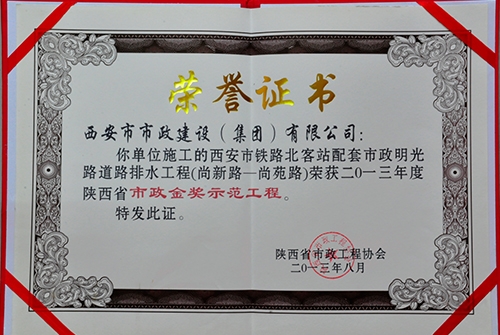 荣誉证书
西安市市政建设（集团）有限公司：
你单位施工的西安市铁路北客站配套市政明光
路道路排水工程(尚新路—尚苑路)荣获二〇一三年度
陕西省市政金奖示范工程。
特发此证。
陕西省市政工程协会
二〇一三年八月